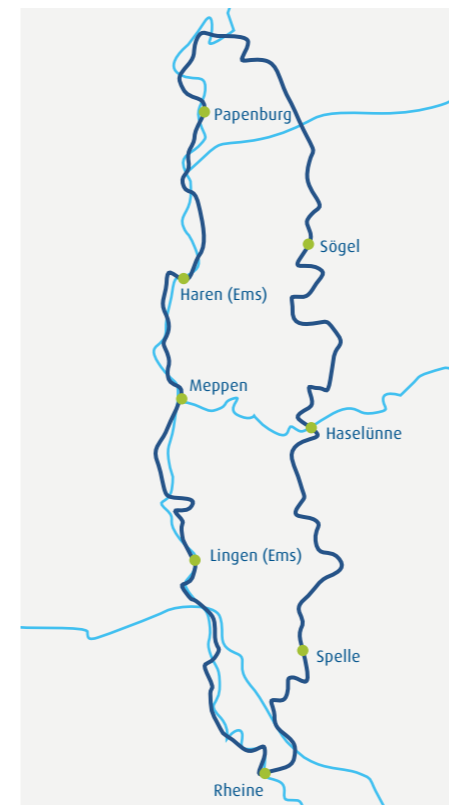 Papenburg
Sögel
Haren (Ems)
Meppen
Haselünne
Lingen (Ems)
Spelle
Rheine